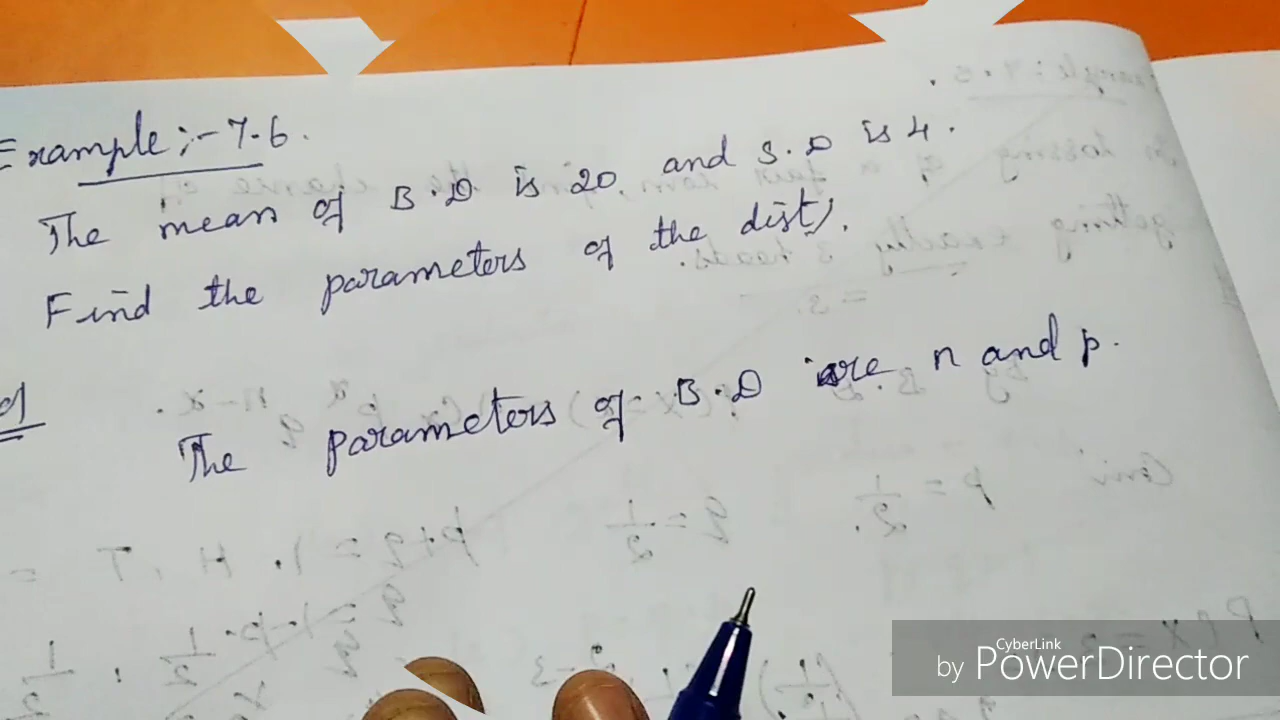 Example:- 7.6.
The mean of B.D is 20 and S.D is 4.
Find the parameters of the dist/.
The parameters of B.D are n and p.
CyberLink
by PowerDirector